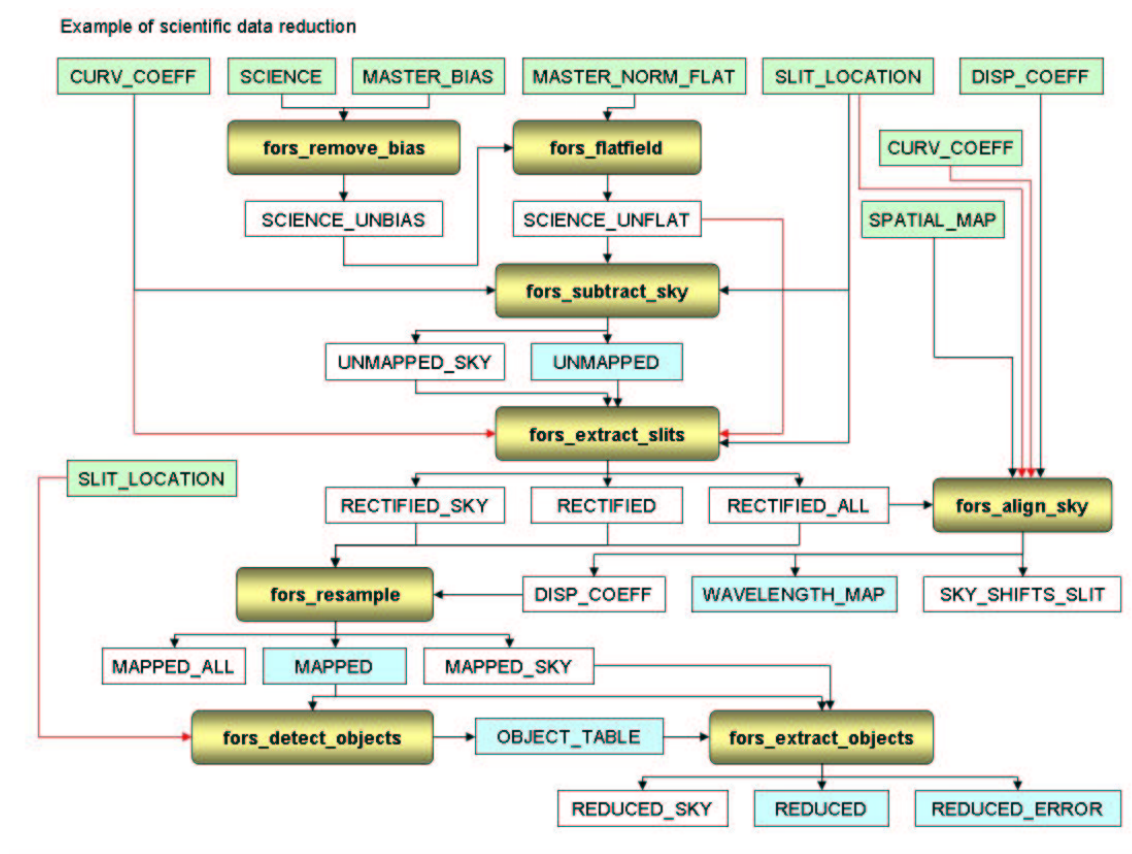 Example of scientific data reduction
CURV_COEFF SCIENCE MASTER_BIAS MASTER_NORM_FLAT SLIT_LOCATION DISP_COEFF
fors_remove_bias fors_flatfield CURV_COEFF
SCIENCE_UNBIAS SCIENCE_UNFLAT SPATIAL_MAP
fors_subtract_sky
UNMAPPED_SKY UNMAPPED
fors_extract_slits
SLIT_LOCATION
RECTIFIED_SKY RECTIFIED RECTIFIED_ALL fors_align_sky
fors_resample DISP_COEFF WAVELENGTH_MAP SKY_SHIFTS_SLIT
MAPPED_ALL MAPPED MAPPED_SKY
fors_detect_objects OBJECT_TABLE fors_extract_objects
REDUCED_SKY REDUCED REDUCED_ERROR